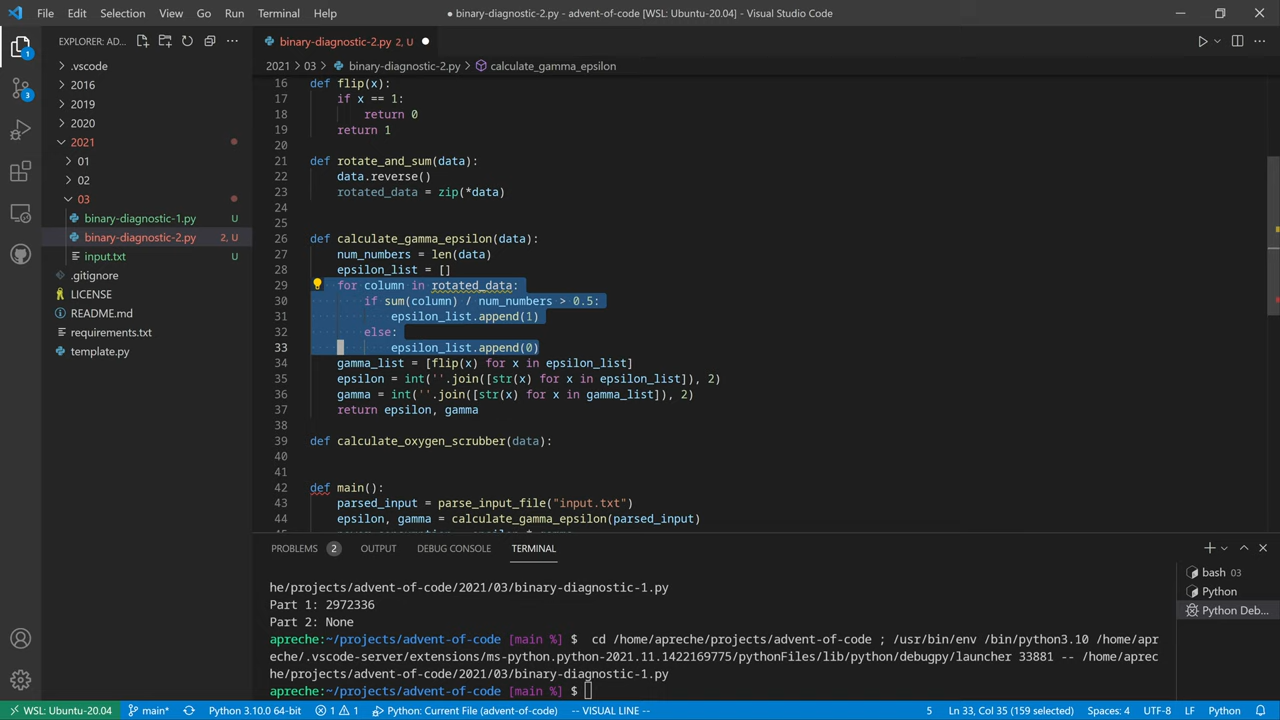 File Edit Selection View Go Run Terminal Help
● binary-diagnostic-2.py - advent-of-code [WSL: Ubuntu-20.04] - Visual Studio Code
EXPLORER: AD...
.vscode
2016
2019
2020
2021
01
02
03
binary-diagnostic-1.py U
binary-diagnostic-2.py 2, U
input.txt U
.gitignore
LICENSE
README.md
requirements.txt
template.py
1
3
binary-diagnostic-2.py 2, U ●
2021 > 03 > binary-diagnostic-2.py > calculate_gamma_epsilon
16 def flip(x):
17 if x == 1:
18 return 0
19 return 1
20
21 def rotate_and_sum(data):
22 data.reverse()
23 rotated_data = zip(*data)
24
25
26 def calculate_gamma_epsilon(data):
27 num_numbers = len(data)
28 epsilon_list = []
29 for column in rotated_data:
30 if sum(column) / num_numbers > 0.5:
31 epsilon_list.append(1)
32 else:
33 epsilon_list.append(0)
34 gamma_list = [flip(x) for x in epsilon_list]
35 epsilon = int(''.join([str(x) for x in epsilon_list]), 2)
36 gamma = int(''.join([str(x) for x in gamma_list]), 2)
37 return epsilon, gamma
38
39 def calculate_oxygen_scrubber(data):
40
41
42 def main():
43 parsed_input = parse_input_file("input.txt")
44 epsilon, gamma = calculate_gamma_epsilon(parsed_input)
PROBLEMS 2 OUTPUT DEBUG CONSOLE TERMINAL
he/projects/advent-of-code/2021/03/binary-diagnostic-1.py
Part 1: 2972336
Part 2: None
apreche:~/projects/advent-of-code [main %] $ cd /home/apreche/projects/advent-of-code ; /usr/bin/env /bin/python3.10 /home/apr
eche/.vscode-server/extensions/ms-python.python-2021.11.1422169775/pythonFiles/lib/python/debugpy/launcher 33881 -- /home/aprec
he/projects/advent-of-code/2021/03/binary-diagnostic-1.py
apreche:~/projects/advent-of-code [main %] $
bash 03
Python
Python Deb...
WSL: Ubuntu-20.04 main* Python 3.10.0 64-bit 1 1 Python: Current File (advent-of-code) -- VISUAL LINE -- 5 Ln 33, Col 35 (159 selected) Spaces: 4 UTF-8 LF Python